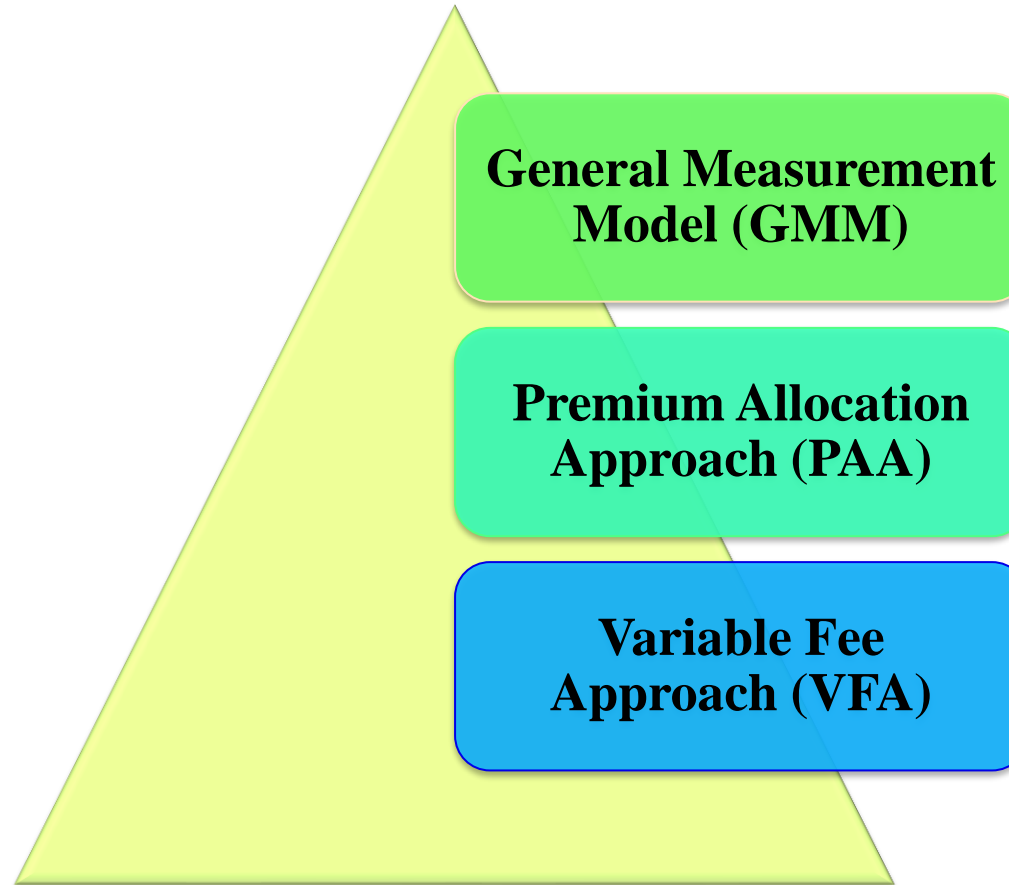 General Measurement
Model (GMM)
Premium Allocation
Approach (PAA)
Variable Fee
Approach (VFA)